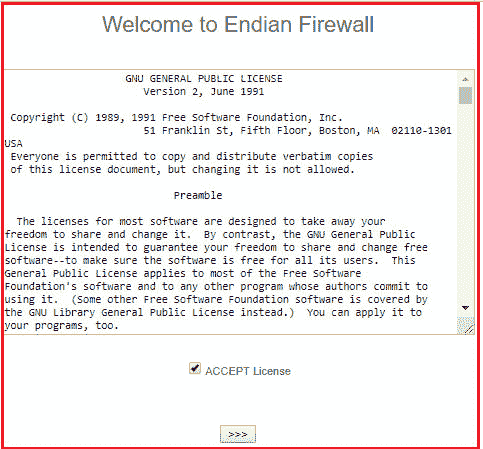 Welcome to Endian Firewall
GNU GENERAL PUBLIC LICENSE
Version 2, June 1991
Copyright (C) 1989, 1991 Free Software Foundation, Inc.
51 Franklin St, Fifth Floor, Boston, MA  02110-1301
USA
Everyone is permitted to copy and distribute verbatim copies
of this license document, but changing it is not allowed.
Preamble
The licenses for most software are designed to take away your
freedom to share and change it.  By contrast, the GNU General Public
License is intended to guarantee your freedom to share and change free
software--to make sure the software is free for all its users.  This
General Public License applies to most of the Free Software
Foundation's software and to any other program whose authors commit to
using it.  (Some other Free Software Foundation software is covered by
the GNU Library General Public License instead.)  You can apply it to
your programs, too.
ACCEPT License
>>>